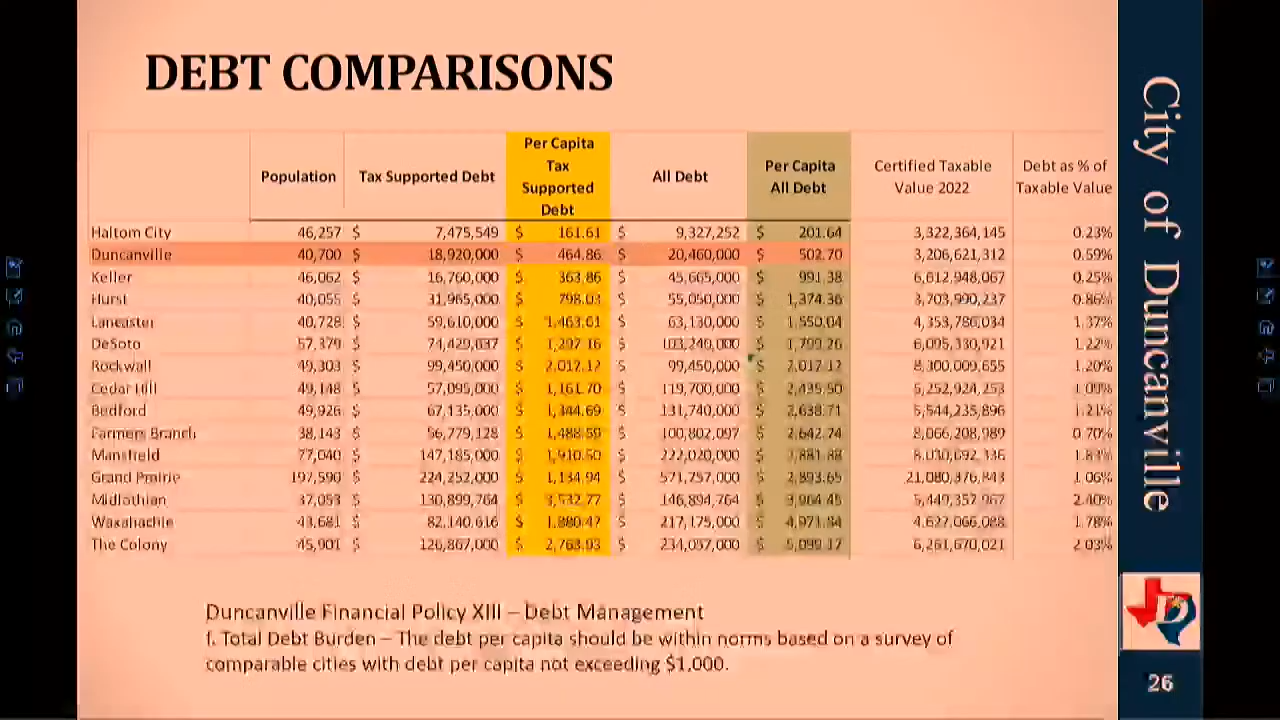 DEBT COMPARISONS
Population Tax Supported Debt Per Capita Tax Supported Debt All Debt Per Capita All Debt Certified Taxable Value 2022 Debt as % of Taxable Value
Haltom City 46,257 $ 7,475,549 $ 161.61 $ 9,327,252 $ 201.64 3,322,364,145 0.23%
Duncanville 40,700 $ 18,920,000 $ 464.86 $ 20,460,000 $ 502.70 3,206,621,312 0.59%
Keller 46,062 $ 16,760,000 $ 363.86 $ 45,665,000 $ 991.38 6,612,948,067 0.25%
Hurst 40,055 $ 31,965,000 $ 798.03 $ 55,050,000 $ 1,374.36 3,703,990,237 0.86%
Lancaster 40,728 $ 59,610,000 $ 1,463.61 $ 63,130,000 $ 1,550.04 4,353,786,034 1.37%
DeSoto 57,379 $ 74,429,637 $ 1,297.16 $ 103,240,000 $ 1,799.26 6,095,330,921 1.22%
Rockwall 49,303 $ 99,450,000 $ 2,017.12 $ 99,450,000 $ 2,017.12 8,300,009,655 1.20%
Cedar Hill 49,148 $ 57,095,000 $ 1,161.70 $ 119,700,000 $ 2,435.50 5,252,924,253 1.09%
Bedford 49,926 $ 67,135,000 $ 1,344.69 $ 131,740,000 $ 2,638.71 5,544,235,896 1.21%
Farmers Branch 38,143 $ 56,779,128 $ 1,488.59 $ 100,802,097 $ 2,642.74 8,066,208,989 0.70%
Mansfield 77,040 $ 147,185,000 $ 1,910.50 $ 222,020,000 $ 1.83%
Grand Prairie 197,590 $ 224,252,000 $ 1,134.94 $ 571,757,000 $ 2,893.65 21,080,376,843 1.06%
Midlothian 37,053 $ 130,899,764 $ 3,532.77 $ 146,894,764 $ 3,964.45 5,449,357,967 2.40%
Waxahachie 43,681 $ 82,140,616 $ 1,880.47 $ 217,175,000 $ 4,971.84 4,627,066,088 1.78%
The Colony 45,901 $ 126,867,000 $ 2,763.93 $ 234,057,000 $ 5,099.17 6,261,670,021 2.03%
Duncanville Financial Policy XIII – Debt Management
f. Total Debt Burden – The debt per capita should be within norms based on a survey of
comparable cities with debt per capita not exceeding $1,000.
City of Duncanville
D
26